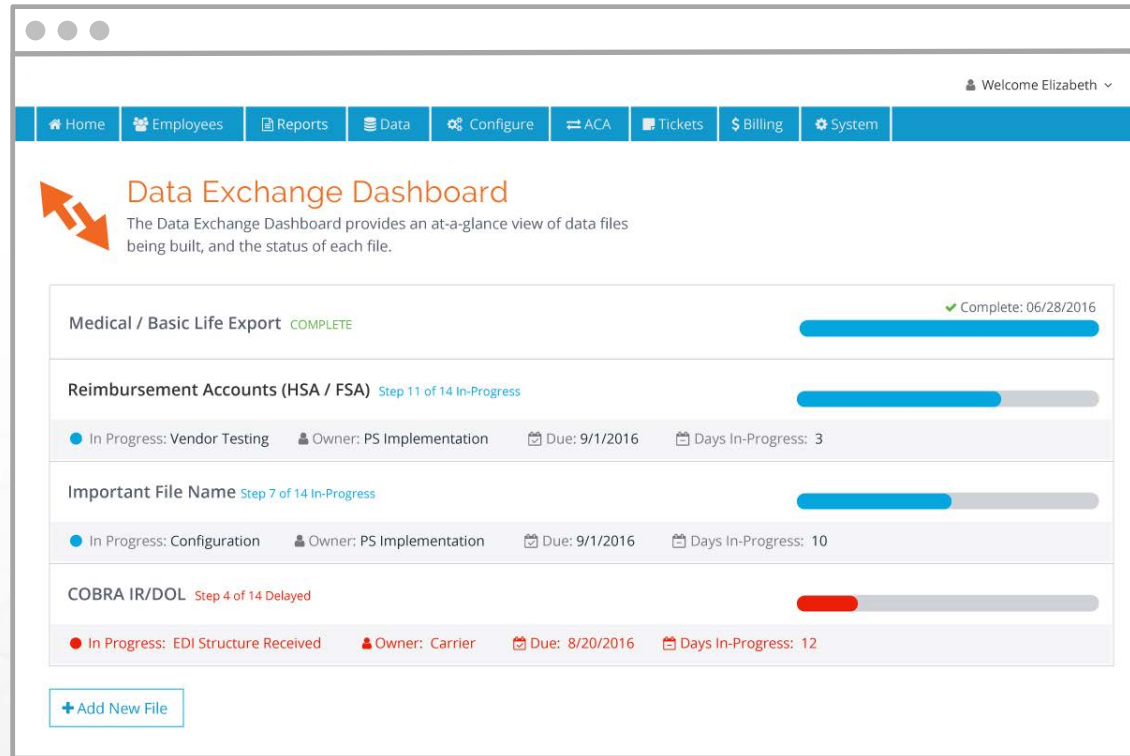 Welcome Elizabeth
Home Employees Reports Data Configure ACA Tickets $ Billing System
Data Exchange Dashboard
The Data Exchange Dashboard provides an at-a-glance view of data files
being built, and the status of each file.
Medical / Basic Life Export COMPLETE Complete: 06/28/2016
Reimbursement Accounts (HSA / FSA) Step 11 of 14 In-Progress
In Progress: Vendor Testing Owner: PS Implementation Due: 9/1/2016 Days In-Progress: 3
Important File Name Step 7 of 14 In-Progress
In Progress: Configuration Owner: PS Implementation Due: 9/1/2016 Days In-Progress: 10
COBRA IR/DOL Step 4 of 14 Delayed
In Progress: EDI Structure Received Owner: Carrier Due: 8/20/2016 Days In-Progress: 12
+ Add New File